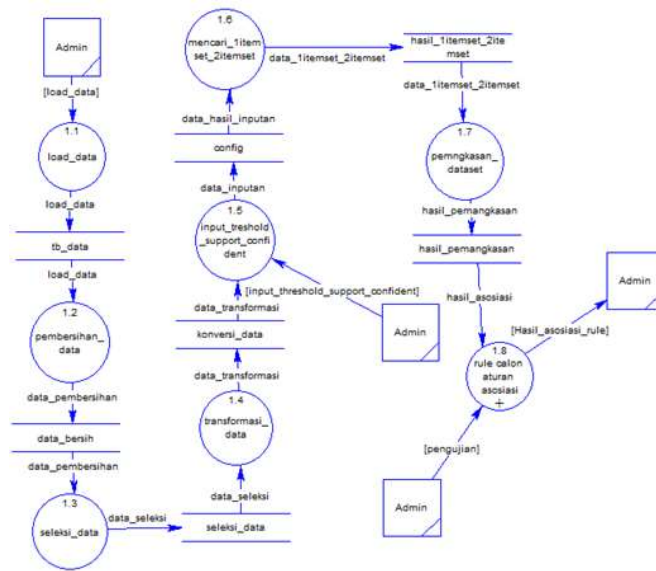 Admin
[load_data]
1.1
load_data
load_data
tb_data
load_data
1.2
pembersihan_
data
data_pembersihan
data_bersih
data_pembersihan
1.3
seleksi_data
data_seleksi
seleksi_data
data_seleksi
1.4
transformasi_
data
data_transformasi
konversi_data
data_transformasi
1.5
input_treshold
_support_confi
dent
[input_threshold_support_confident]
Admin
data_inputan
config
data_hasil_inputan
1.6
mencari_1item
set_2itemset
data_1itemset_2itemset
hasil_1itemset_2ite
mset
data_1itemset_2itemset
1.7
pemngkasan_
dataset
hasil_pemangkasan
hasil_pemangkasan
hasil_asosiasi
1.8
rule calon
aturan
asosiasi
+
[Hasil_asosiasi_rule]
Admin
[pengujian]
Admin